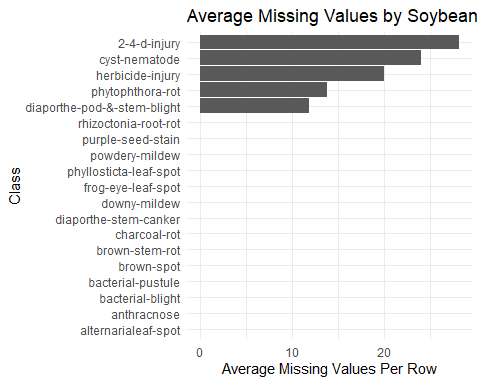 Average Missing Values by Soybean
Class
2-4-d-injury
cyst-nematode
herbicide-injury
phytophthora-rot
diaporthe-pod-&-stem-blight
rhizoctonia-root-rot
purple-seed-stain
powdery-mildew
phyllosticta-leaf-spot
frog-eye-leaf-spot
downy-mildew
diaporthe-stem-canker
charcoal-rot
brown-stem-rot
brown-spot
bacterial-pustule
bacterial-blight
anthracnose
alternarialeaf-spot
0 10 20
Average Missing Values Per Row